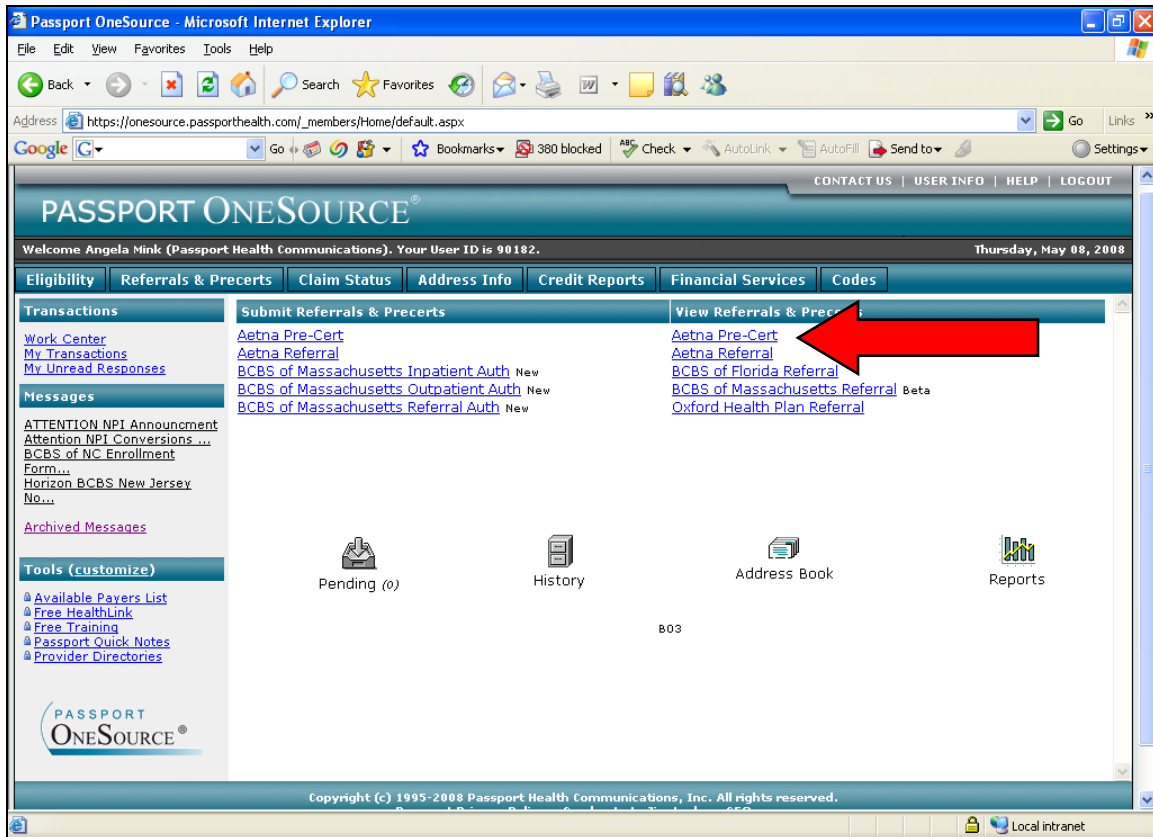 Passport OneSource - Microsoft Internet Explorer
File Edit View Favorites Tools Help
Back Search Favorites
Address https://onesource.passporthealth.com/_members/Home/default.aspx Go Links »
Google G Go Bookmarks 380 blocked ABC Check AutoLink AutoFill Send to Settings
CONTACT US | USER INFO | HELP | LOGOUT
PASSPORT ONESOURCE®
Welcome Angela Mink (Passport Health Communications). Your User ID is 90182. Thursday, May 08, 2008
Eligibility Referrals & Precerts Claim Status Address Info Credit Reports Financial Services Codes
Transactions
Work Center
My Transactions
My Unread Responses
Messages
ATTENTION NPI Announcment
Attention NPI Conversions ...
BCBS of NC Enrollment
Form...
Horizon BCBS New Jersey
No...
Archived Messages
Tools (customize)
Available Payers List
Free HealthLink
Free Training
Passport Quick Notes
Provider Directories
PASSPORT
ONESOURCE®
Submit Referrals & Precerts
Aetna Pre-Cert
Aetna Referral
BCBS of Massachusetts Inpatient Auth New
BCBS of Massachusetts Outpatient Auth New
BCBS of Massachusetts Referral Auth New
View Referrals &
Aetna Pre-Cert
Aetna Referral
BCBS of Florida Referral
BCBS of Massachusetts Referral Beta
Oxford Health Plan Referral
Pending (0) History Address Book Reports
B03
Copyright (c) 1995-2008 Passport Health Communications, Inc. All rights reserved.
Local intranet